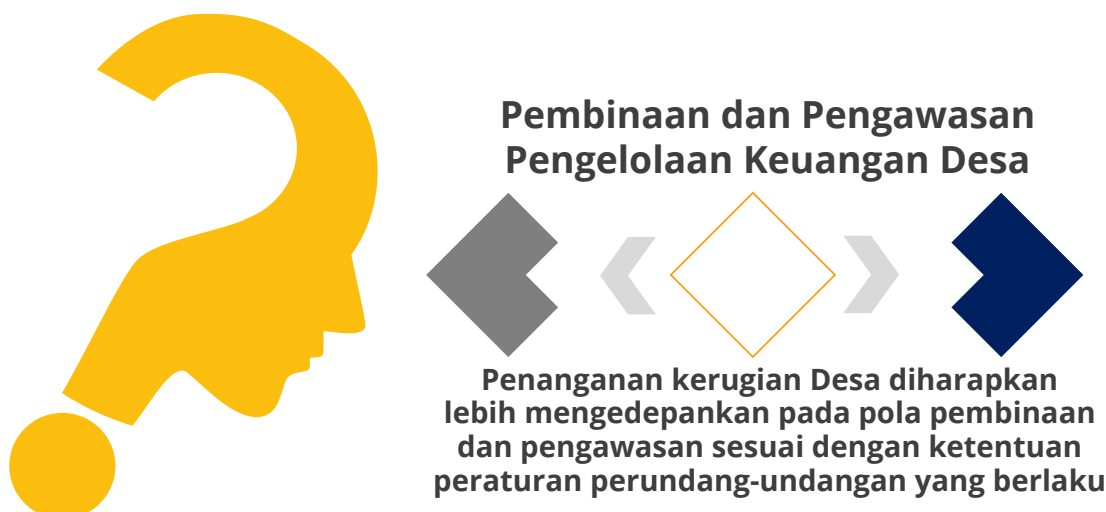 Pembinaan dan Pengawasan
Pengelolaan Keuangan Desa
Penanganan kerugian Desa diharapkan
lebih mengedepankan pada pola pembinaan
dan pengawasan sesuai dengan ketentuan
peraturan perundang-undangan yang berlaku